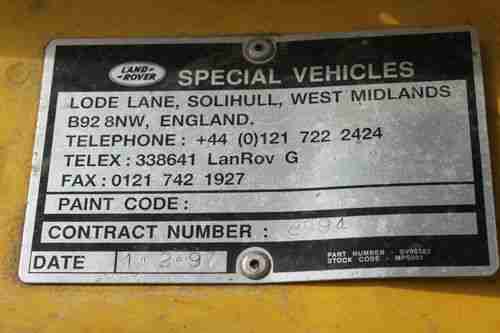 LAND-
ROVER
SPECIAL VEHICLES
LODE LANE, SOLIHULL, WEST MIDLANDS
B92 8NW, ENGLAND.
TELEPHONE : +44 (0)121 722 2424
TELEX : 338641 LanRov G
FAX : 0121 742 1927
PAINT CODE :
CONTRACT NUMBER :
DATE
PART NUMBER -
STOCK CODE -